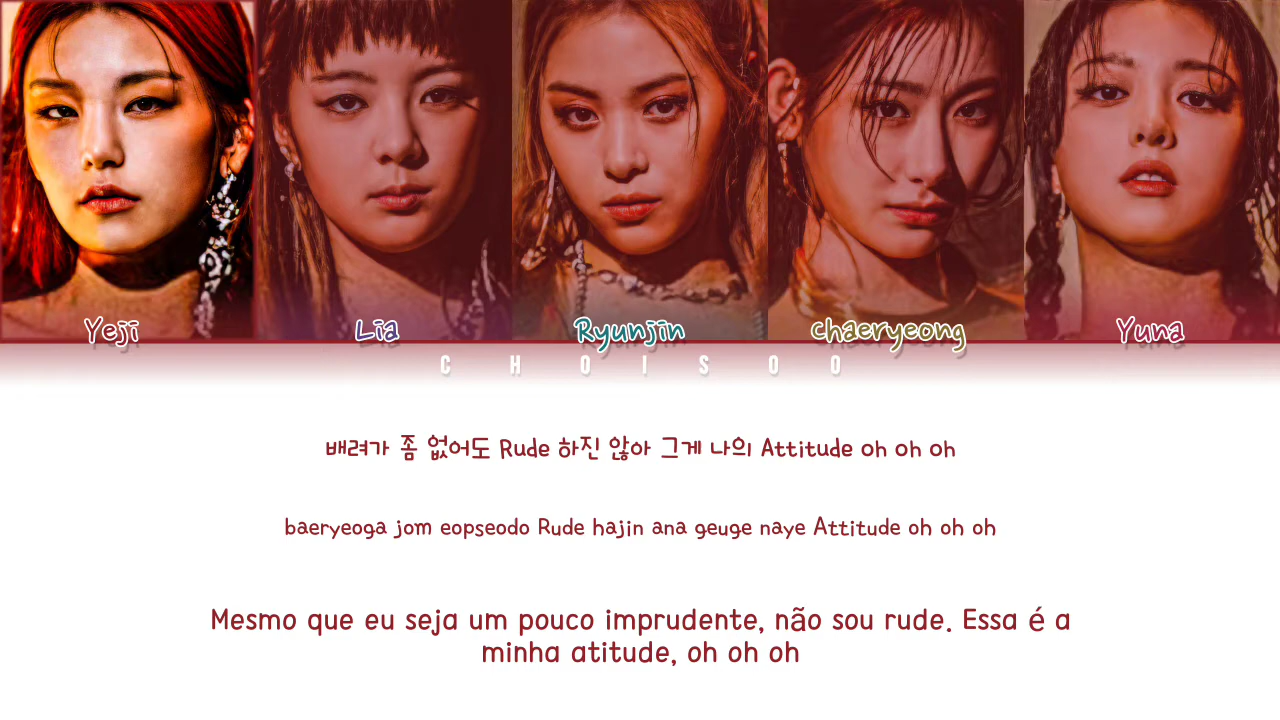 Yeji Lia Ryunjin chaeryeong Yuna
CHOISOO
배려가 좀 없어도 Rude 하진 않아 그게 나의 Attitude oh oh oh
baeryeoga jom eopseodo Rude hajin ana geuge naye Attitude oh oh oh
Mesmo que eu seja um pouco imprudente, não sou rude. Essa é a
minha atitude, oh oh oh